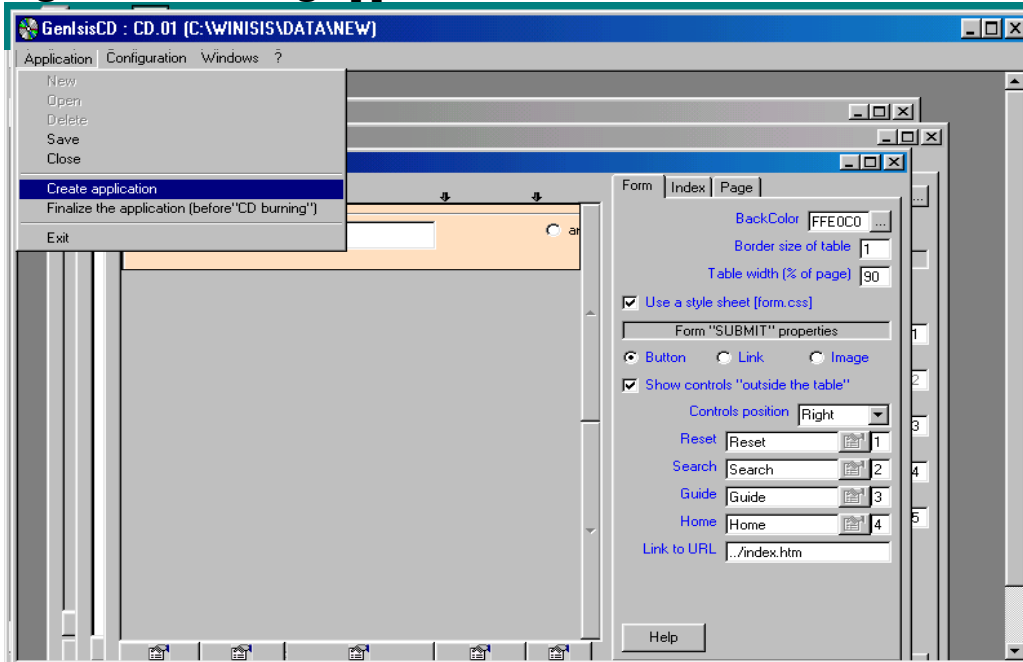 GenIsisCD : CD.01 (C:\WINISIS\DATA\NEW)
Application Configuration Windows ?
New
Open
Delete
Save
Close
Create application
Finalize the application (before"CD burning")
Exit
Form Index Page
...
BackColor FFE0C0 ...
Border size of table 1
Table width (% of page) 90
Use a style sheet [form.css]
Form "SUBMIT" properties
1
Button Link Image
Show controls "outside the table"
2
Controls position Right
3
Reset Reset 1
Search Search 2
4
Guide Guide 3
Home Home 4
5
Link to URL ../index.htm
Help